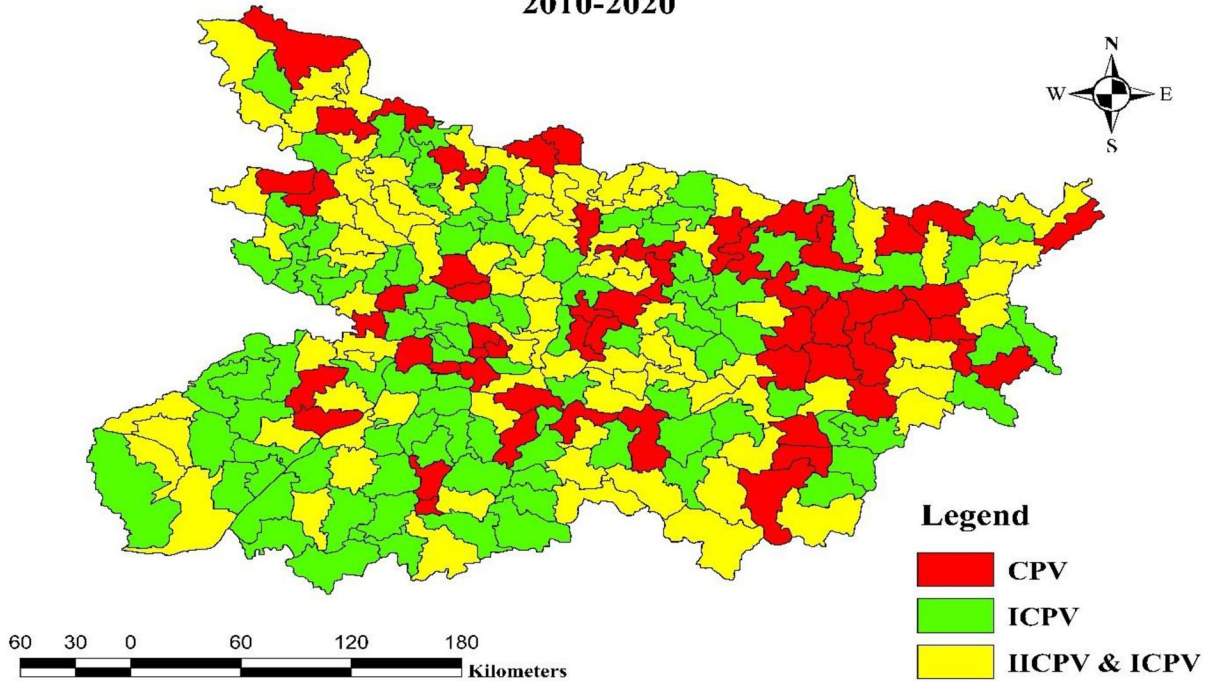 2010-2020
N
W E
S
Legend
CPV
ICPV
IICPV & ICPV
60 30 0 60 120 180
Kilometers